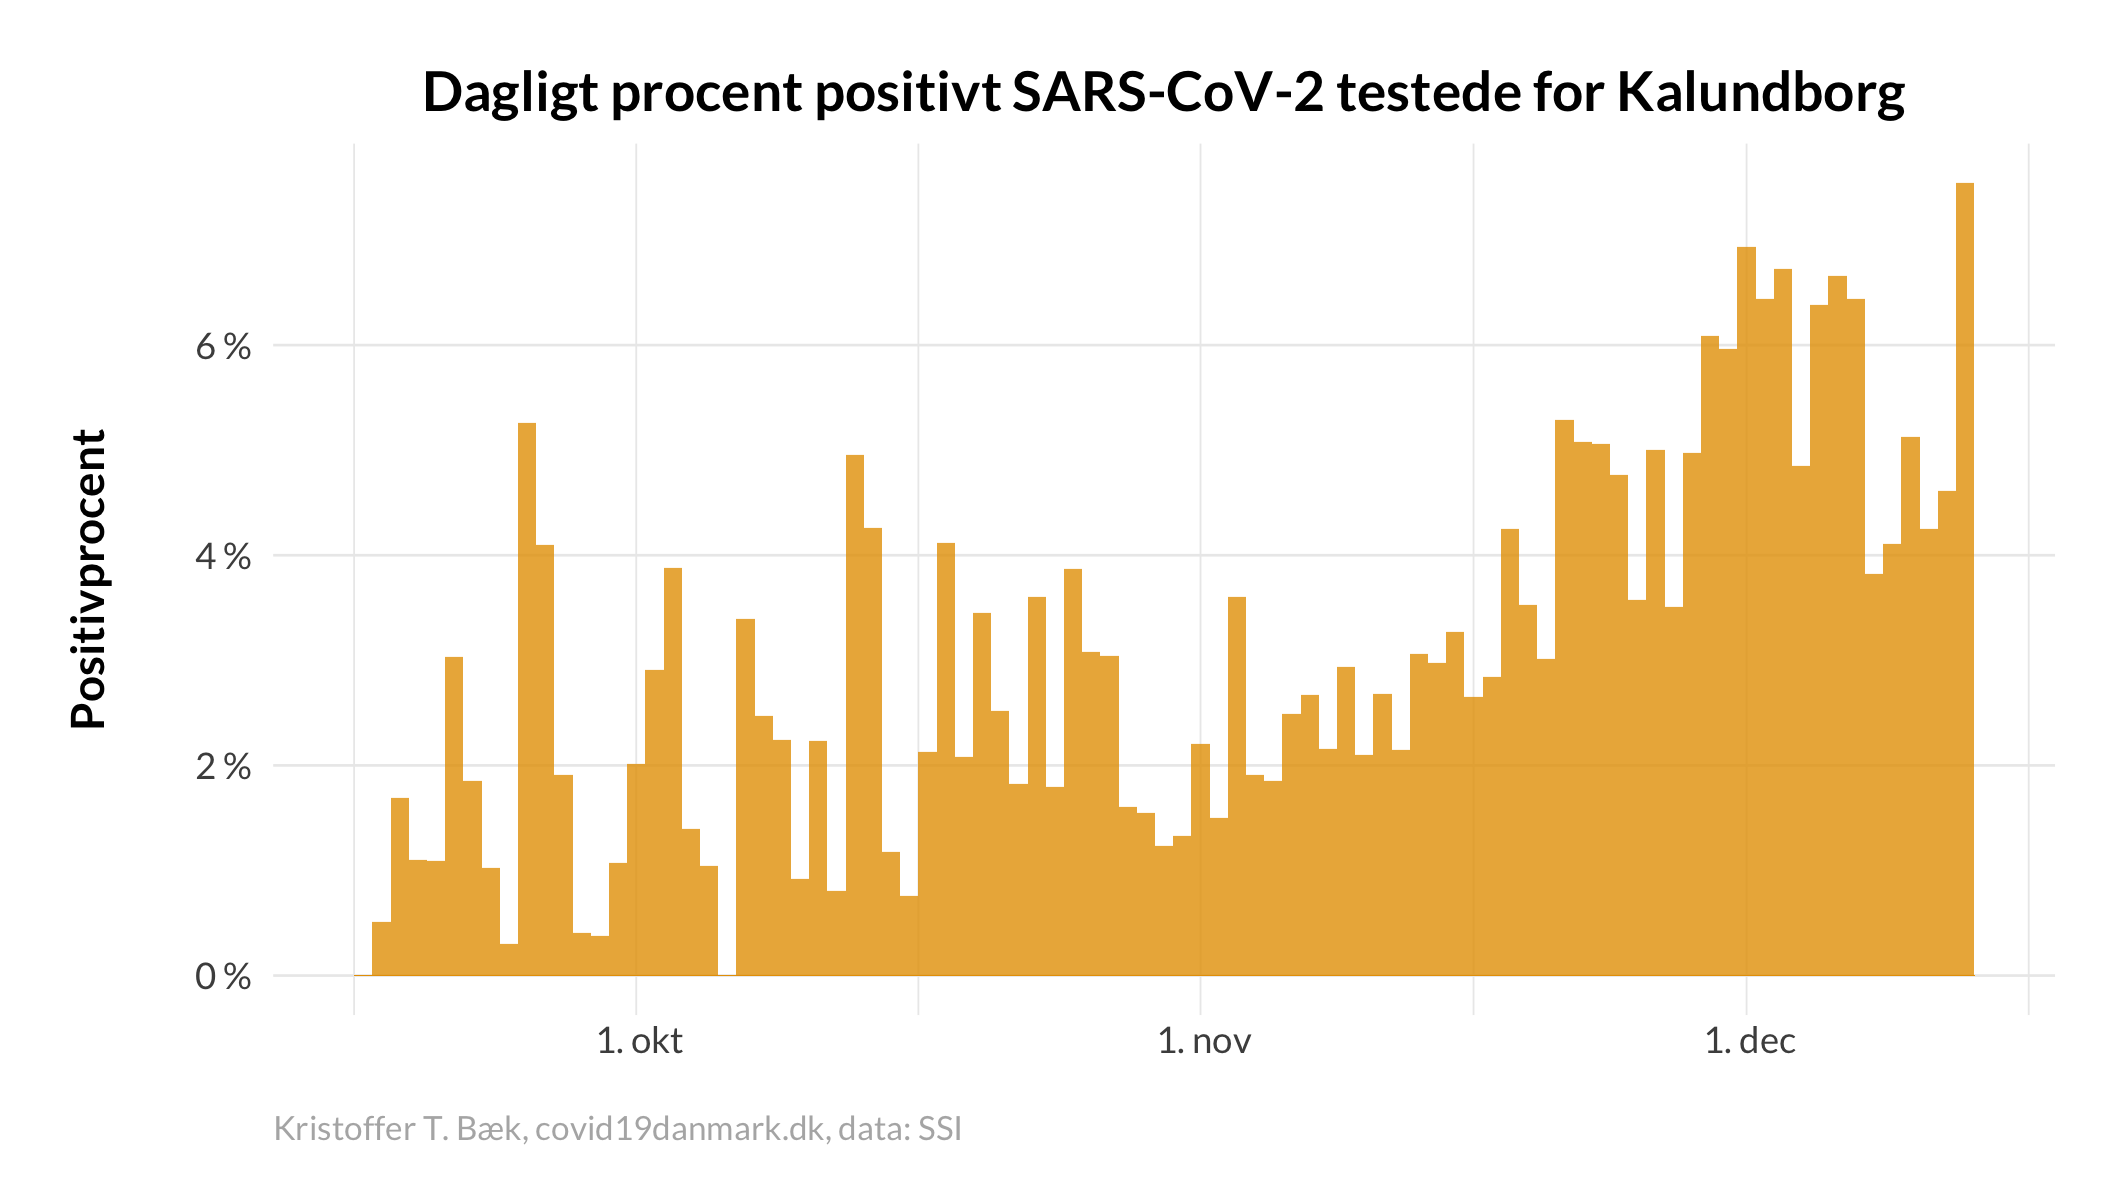 Dagligt procent positivt SARS-CoV-2 testede for Kalundborg
Positivprocent
6 %
4 %
2 %
0 %
1. okt
1. nov
1. dec
Kristoffer T. Bæk, covid19danmark.dk, data: SSI